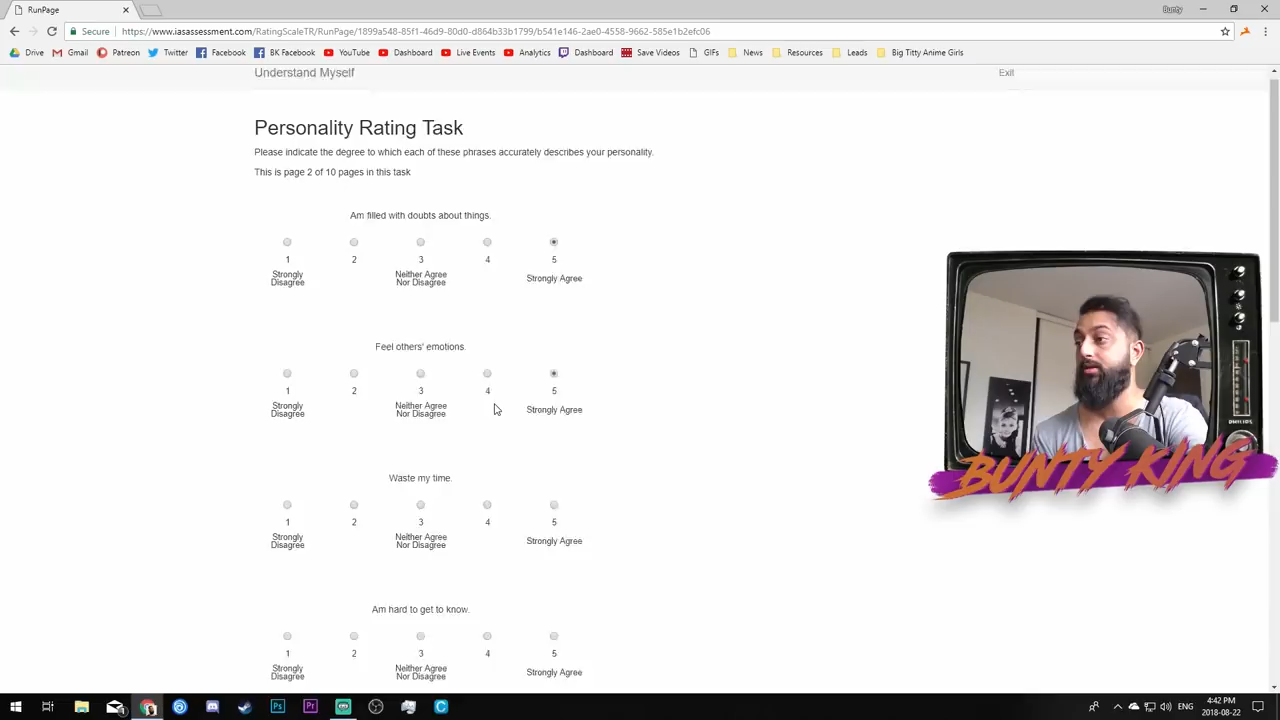 RunPage
Bunty
Secure
https://www.iasassessment.com/RatingScaleTR/RunPage/1899a548-85f1-46d9-80d0-d864b33b1799/b541e146-2ae0-4558-9662-585e1b2efc06
Drive Gmail Patreon Twitter Facebook BK Facebook YouTube Dashboard Live Events Analytics Dashboard Save Videos GIFs News Resources Leads Big Titty Anime Girls
Understand Myself Exit
Personality Rating Task
Please indicate the degree to which each of these phrases accurately describes your personality.
This is page 2 of 10 pages in this task
Am filled with doubts about things.
1 2 3 4 5
Strongly Disagree Neither Agree Nor Disagree Strongly Agree
Feel others' emotions.
1 2 3 4 5
Strongly Disagree Neither Agree Nor Disagree Strongly Agree
Waste my time.
1 2 3 4 5
Strongly Disagree Neither Agree Nor Disagree Strongly Agree
Am hard to get to know.
1 2 3 4 5
Strongly Disagree Neither Agree Nor Disagree Strongly Agree
PHILIPS
BUNTY KING
ENG
4:42 PM
2018-08-22